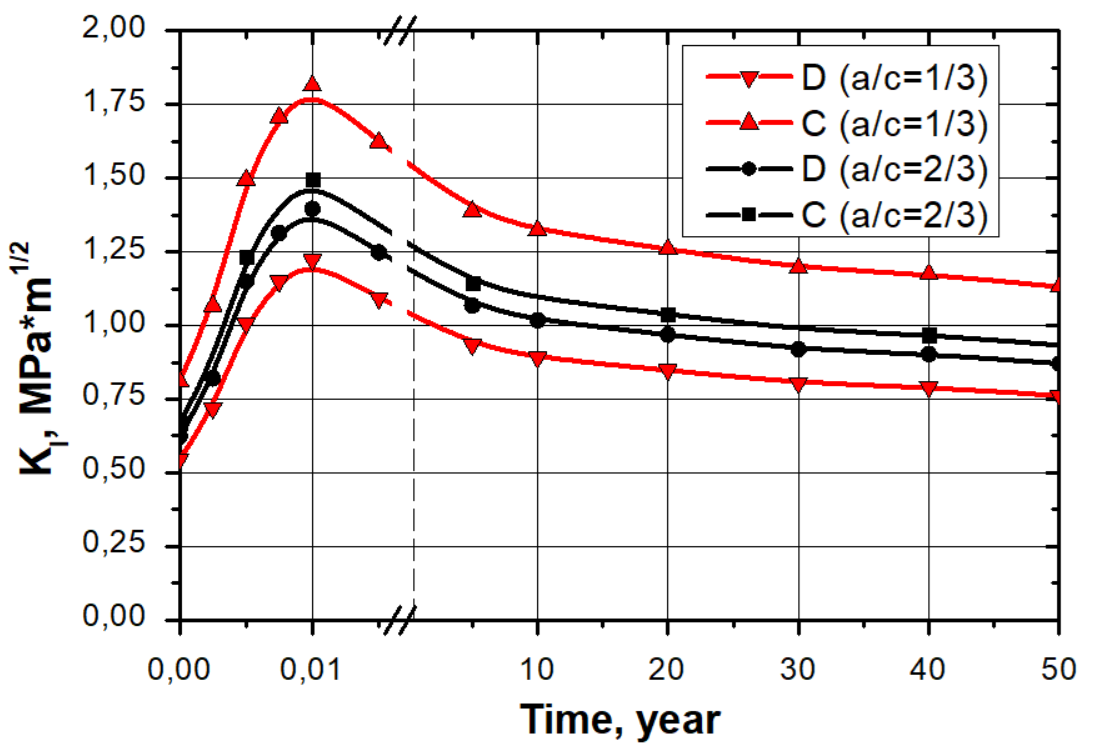 2,00
1,75
1,50
1,25
1,00
0,75
0,50
0,25
0,00
K_I, MPa*m^1/2
D (a/c=1/3)
C (a/c=1/3)
D (a/c=2/3)
C (a/c=2/3)
0,00 0,01 10 20 30 40 50
Time, year